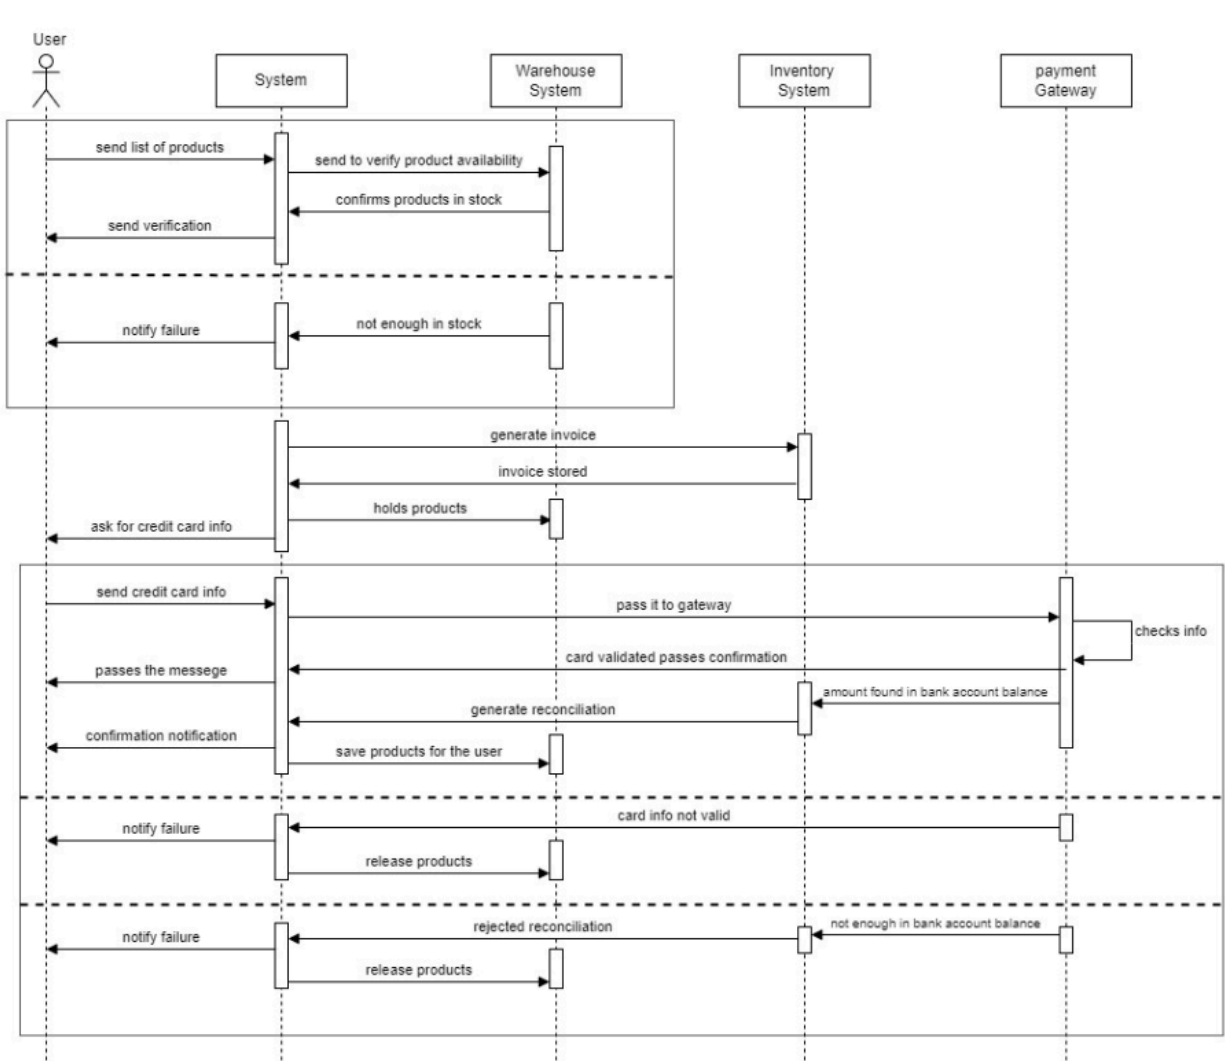 User
System
Warehouse
System
Inventory
System
payment
Gateway
send list of products
send to verify product availability
confirms products in stock
send verification
not enough in stock
notify failure
generate invoice
invoice stored
holds products
ask for credit card info
send credit card info
pass it to gateway
checks info
card validated passes confirmation
passes the messege
amount found in bank account balance
generate reconciliation
confirmation notification
save products for the user
card info not valid
notify failure
release products
not enough in bank account balance
rejected reconciliation
notify failure
release products